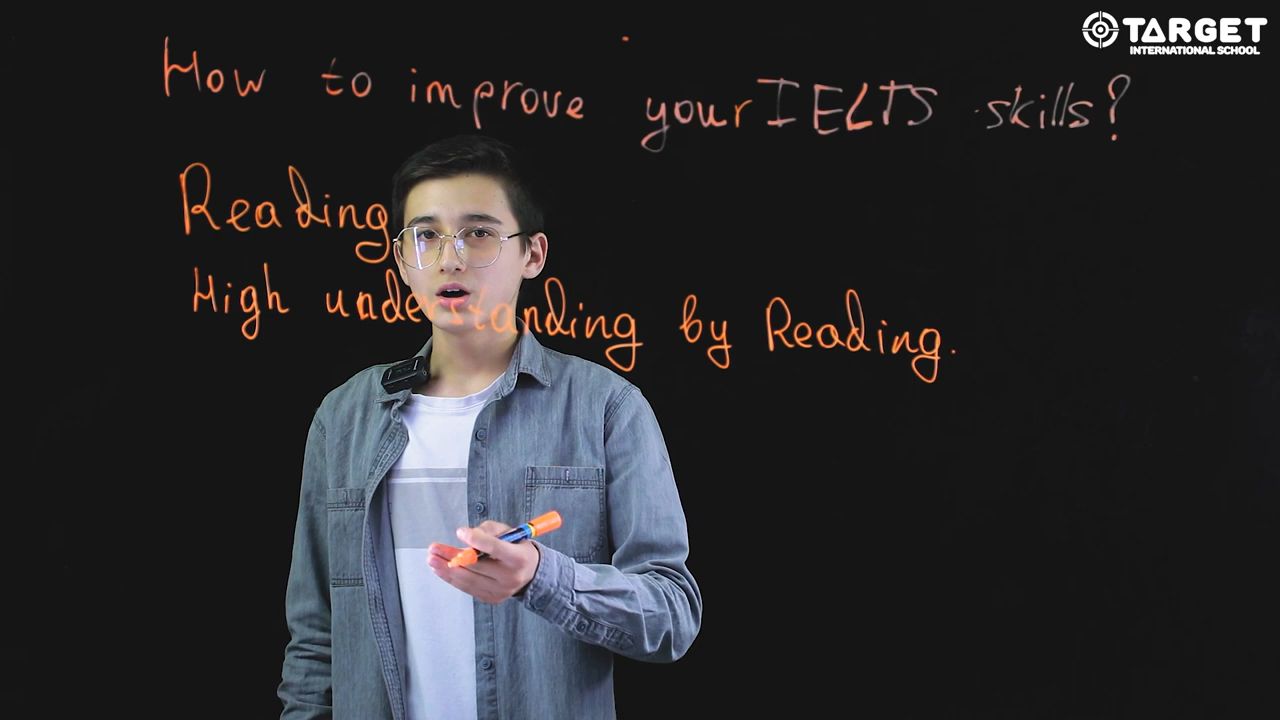 TARGET
INTERNATIONAL SCHOOL
How to improve your IELTS skills?
Reading
High understanding by Reading.